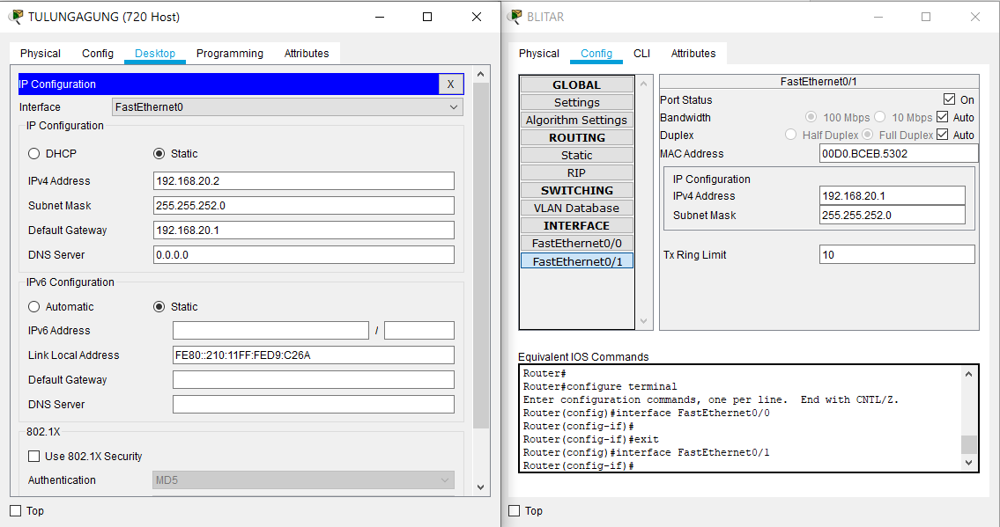 TULUNGAGUNG (720 Host)
Physical Config Desktop Programming Attributes
IP Configuration X
Interface FastEthernet0
IP Configuration
DHCP Static
IPv4 Address 192.168.20.2
Subnet Mask 255.255.252.0
Default Gateway 192.168.20.1
DNS Server 0.0.0.0
IPv6 Configuration
Automatic Static
IPv6 Address /
Link Local Address FE80::210:11FF:FED9:C26A
Default Gateway
DNS Server
802.1X
Use 802.1X Security
Authentication MD5
Top
BLITAR
Physical Config CLI Attributes
GLOBAL
Settings
Algorithm Settings
ROUTING
Static
RIP
SWITCHING
VLAN Database
INTERFACE
FastEthernet0/0
FastEthernet0/1
FastEthernet0/1
Port Status On
Bandwidth 100 Mbps 10 Mbps Auto
Duplex Half Duplex Full Duplex Auto
MAC Address 00D0.BCEB.5302
IP Configuration
IPv4 Address 192.168.20.1
Subnet Mask 255.255.252.0
Tx Ring Limit 10
Equivalent IOS Commands
Router#
Router#configure terminal
Enter configuration commands, one per line. End with CNTL/Z.
Router(config)#interface FastEthernet0/0
Router(config-if)#
Router(config-if)#exit
Router(config)#interface FastEthernet0/1
Router(config-if)#
Top